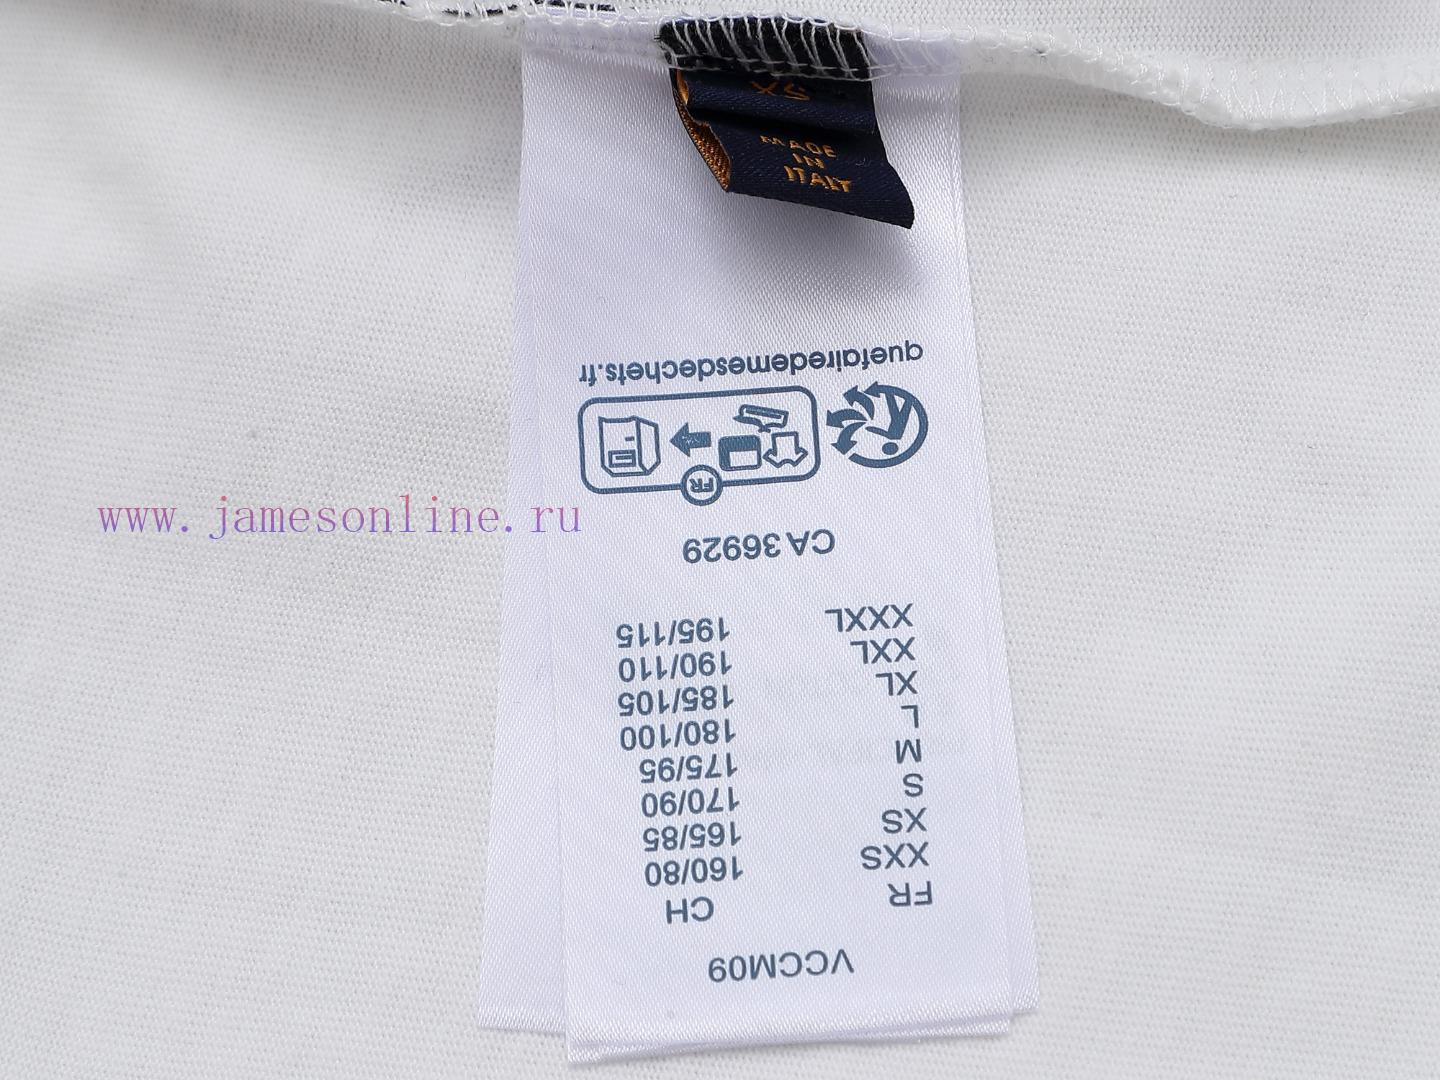 XS
MADE
IN
ITALY
www.jamesonline.ru
VCCM09
FR CH
XXS 160/80
XS 165/85
S 170/90
M 175/95
L 180/100
XL 185/105
XXL 190/110
XXXL 195/115
CA 36929
FR
quefairedemesdechets.fr